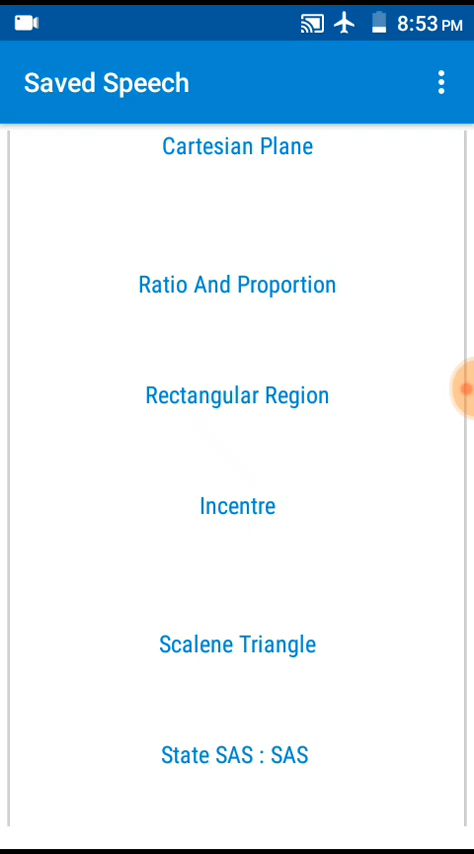 8:53 PM
Saved Speech
Cartesian Plane
Ratio And Proportion
Rectangular Region
Incentre
Scalene Triangle
State SAS : SAS